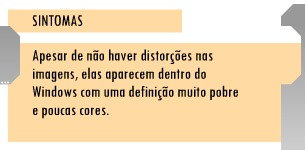 SINTOMAS
Apesar de não haver distorções nas
imagens, elas aparecem dentro do
Windows com uma definição muito pobre
e poucas cores.